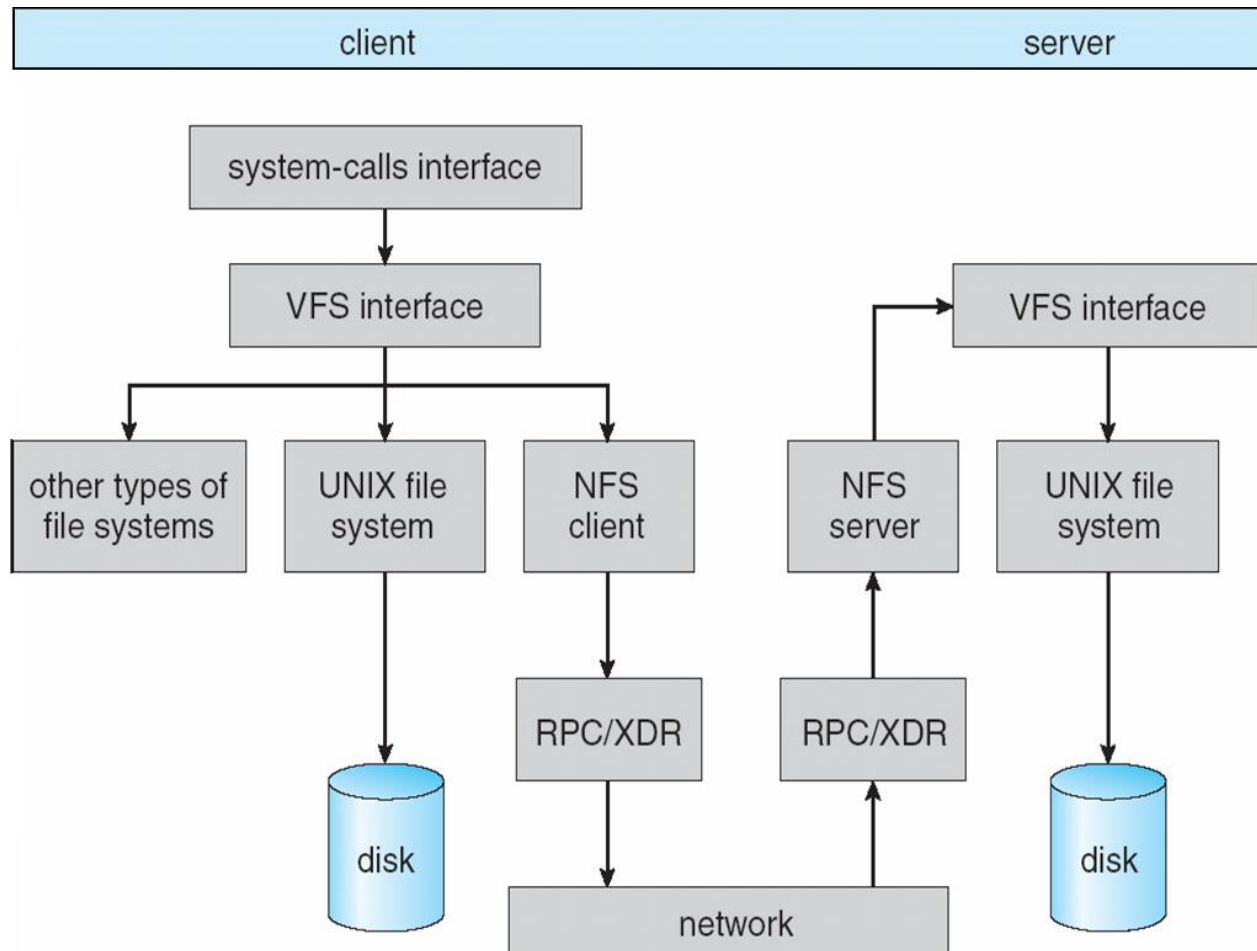 client
server
system-calls interface
VFS interface
VFS interface
other types of
file systems
UNIX file
system
NFS
client
NFS
server
UNIX file
system
RPC/XDR
RPC/XDR
disk
disk
network